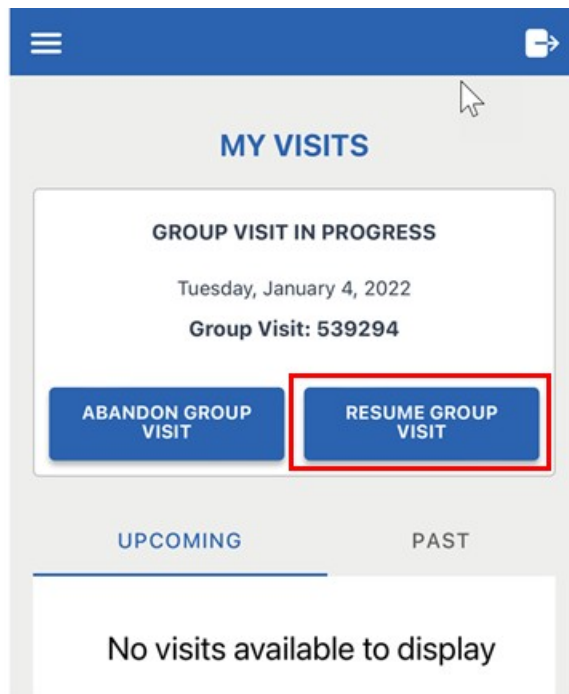 MY VISITS
GROUP VISIT IN PROGRESS
Tuesday, January 4, 2022
Group Visit: 539294
ABANDON GROUP
VISIT
RESUME GROUP
VISIT
UPCOMING
PAST
No visits available to display